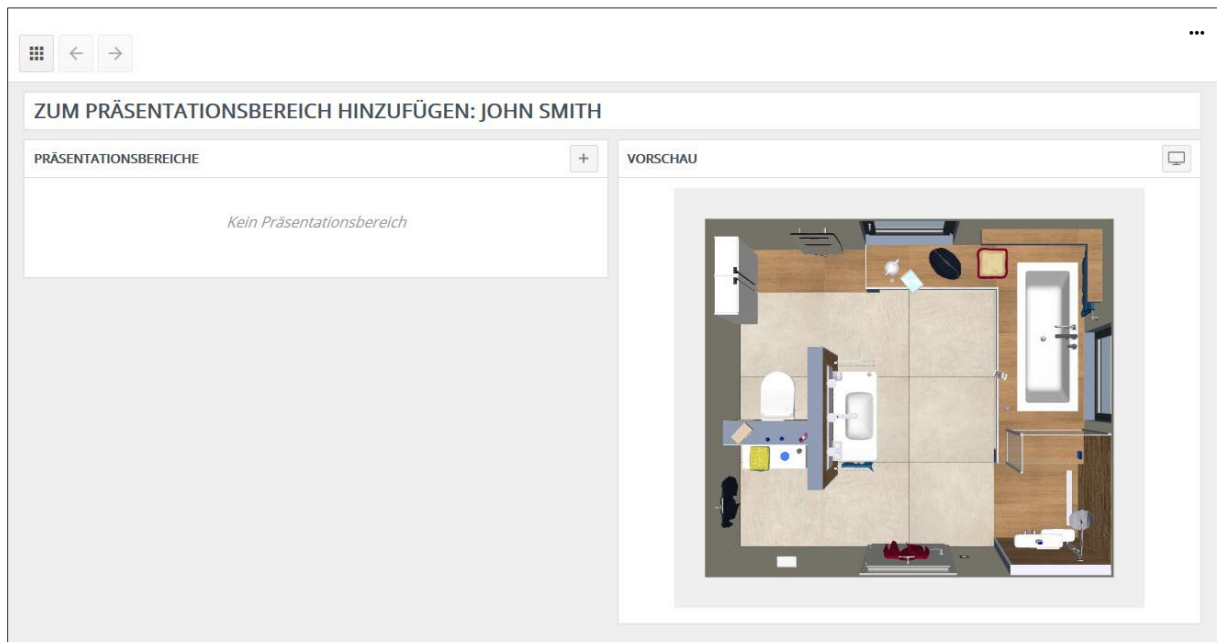 ZUM PRÄSENTATIONSBEREICH HINZUFÜGEN: JOHN SMITH
PRÄSENTATIONSBEREICHE
VORSCHAU
Kein Präsentationsbereich